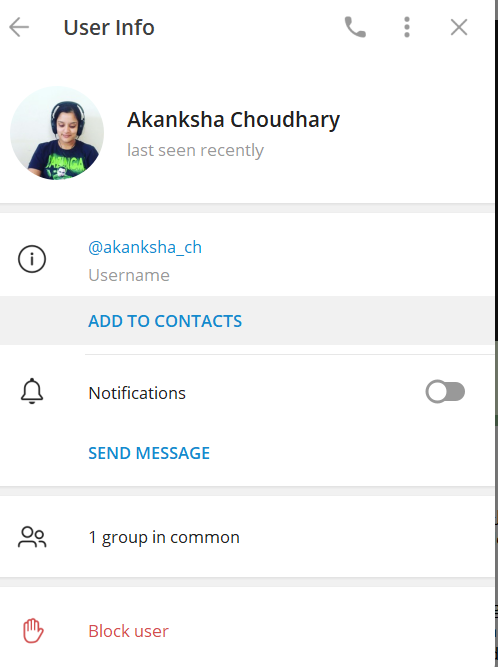 User Info
Akanksha Choudhary
last seen recently
@akanksha_ch
Username
ADD TO CONTACTS
Notifications
SEND MESSAGE
1 group in common
Block user